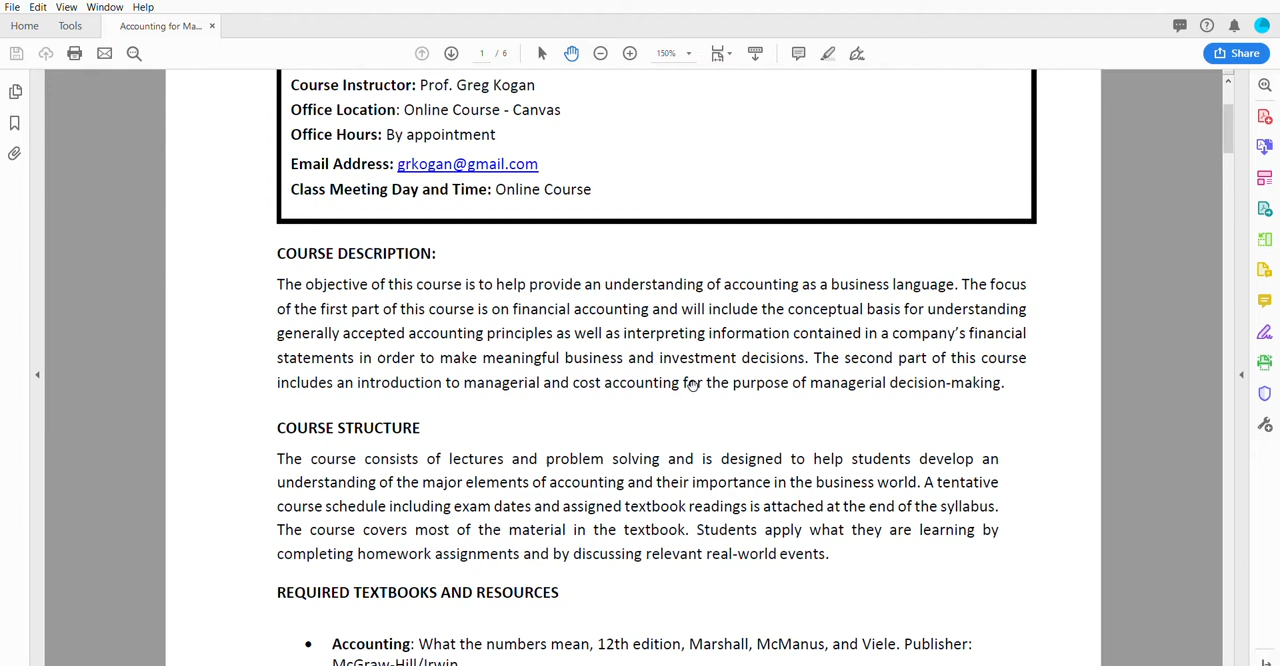 File Edit View Window Help
Home Tools Accounting for Ma... ×
1 / 6 150% Share
Course Instructor: Prof. Greg Kogan
Office Location: Online Course - Canvas
Office Hours: By appointment
Email Address: grkogan@gmail.com
Class Meeting Day and Time: Online Course
COURSE DESCRIPTION:
The objective of this course is to help provide an understanding of accounting as a business language. The focus
of the first part of this course is on financial accounting and will include the conceptual basis for understanding
generally accepted accounting principles as well as interpreting information contained in a company's financial
statements in order to make meaningful business and investment decisions. The second part of this course
includes an introduction to managerial and cost accounting for the purpose of managerial decision-making.
COURSE STRUCTURE
The course consists of lectures and problem solving and is designed to help students develop an
understanding of the major elements of accounting and their importance in the business world. A tentative
course schedule including exam dates and assigned textbook readings is attached at the end of the syllabus.
The course covers most of the material in the textbook. Students apply what they are learning by
completing homework assignments and by discussing relevant real-world events.
REQUIRED TEXTBOOKS AND RESOURCES
• Accounting: What the numbers mean, 12th edition, Marshall, McManus, and Viele. Publisher:
McGraw-Hill/Irwin